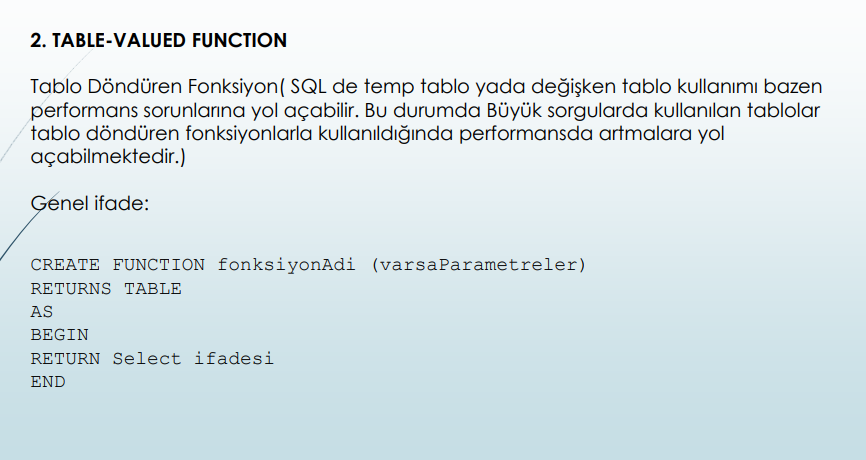 2. TABLE-VALUED FUNCTION
Tablo Döndüren Fonksiyon( SQL de temp tablo yada değişken tablo kullanımı bazen
performans sorunlarına yol açabilir. Bu durumda Büyük sorgularda kullanılan tablolar
tablo döndüren fonksiyonlarla kullanıldığında performansda artmalara yol
açabilmektedir.)
Genel ifade:
CREATE FUNCTION fonksiyonAdi (varsaParametreler)
RETURNS TABLE
AS
BEGIN
RETURN Select ifadesi
END